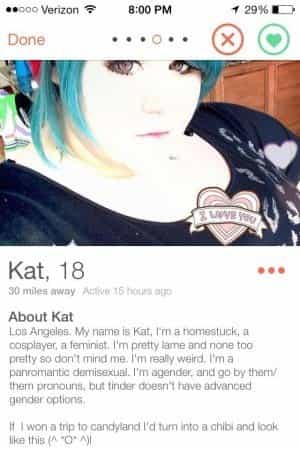 ●●○○○ Verizon 8:00 PM 29%
Done
I LOVE YOU
Kat, 18
30 miles away Active 15 hours ago
About Kat
Los Angeles. My name is Kat, I'm a homestuck, a
cosplayer, a feminist. I'm pretty lame and none too
pretty so don't mind me. I'm really weird. I'm a
panromantic demisexual. I'm agender, and go by them/
them pronouns, but tinder doesn't have advanced
gender options.
If I won a trip to candyland I'd turn into a chibi and look
like this (^ *O* ^)l